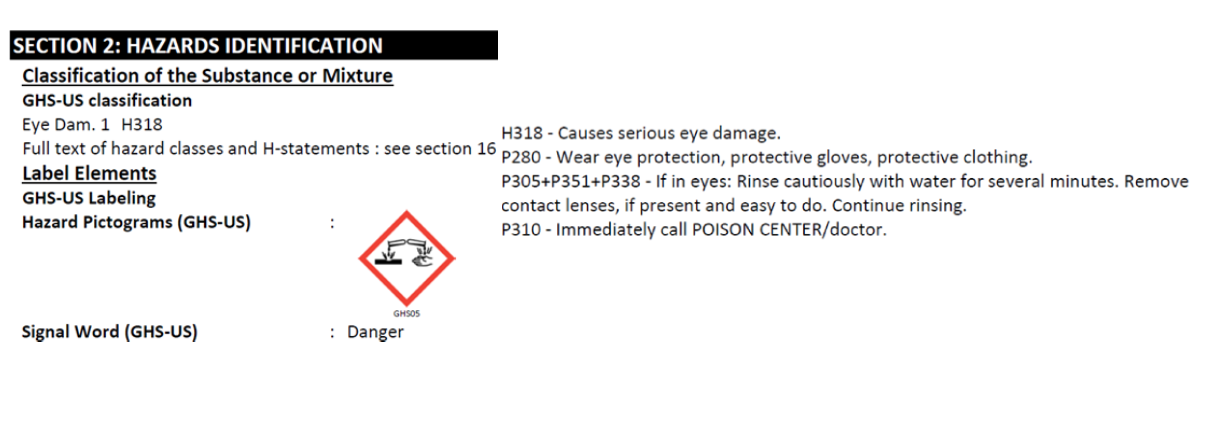 SECTION 2: HAZARDS IDENTIFICATION
Classification of the Substance or Mixture
GHS-US classification
Eye Dam. 1 H318
Full text of hazard classes and H-statements : see section 16
Label Elements
GHS-US Labeling
Hazard Pictograms (GHS-US) :
GHS05
Signal Word (GHS-US) : Danger
H318 - Causes serious eye damage.
P280 - Wear eye protection, protective gloves, protective clothing.
P305+P351+P338 - If in eyes: Rinse cautiously with water for several minutes. Remove
contact lenses, if present and easy to do. Continue rinsing.
P310 - Immediately call POISON CENTER/doctor.